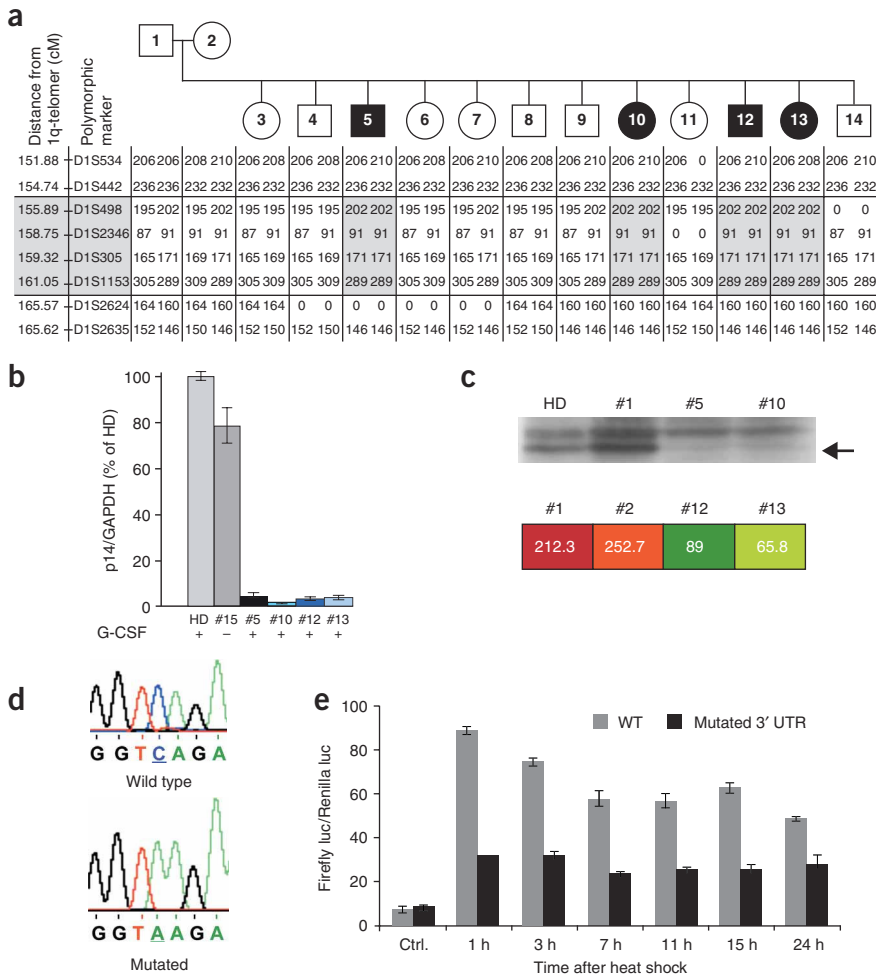 a
1 2
Distance from
1q-telomer (cM)
Polymorphic
marker
3 4 5 6 7 8 9 10 11 12 13 14
151.88 D1S534 206 206 208 210 206 208 206 210 206 210 206 208 206 210 206 208 206 210 206 210 206 0 206 210 206 208 206 210
154.74 D1S442 236 236 232 232 236 232 236 232 236 232 236 232 236 232 236 232 236 232 236 232 236 232 236 232 236 232 236 232
155.89 D1S498 195 202 195 202 195 202 195 195 202 202 195 195 195 202 195 195 195 202 202 202 195 195 202 202 202 202 0 0
158.75 D1S2346 87 91 91 91 87 91 87 91 91 91 87 91 87 91 87 91 87 91 91 91 0 0 91 91 91 91 87 91
159.32 D1S305 165 171 169 171 165 171 165 169 171 171 165 169 165 171 165 169 165 171 171 171 165 169 171 171 171 171 165 171
161.05 D1S1153 305 289 309 289 305 309 305 309 289 289 305 309 305 289 305 309 305 289 289 289 305 309 289 289 289 289 305 289
165.57 D1S2624 164 160 164 160 164 164 0 0 0 0 0 0 0 0 164 164 160 160 160 160 164 164 160 160 160 160 164 160
165.62 D1S2635 152 146 150 146 152 150 152 150 146 146 152 150 152 146 152 150 146 146 146 146 152 150 146 146 146 146 152 146
b
p14/GAPDH (% of HD)
100
80
60
40
20
0
HD #15 #5 #10 #12 #13
G-CSF + – + + + +
c
HD #1 #5 #10
#1 #2 #12 #13
212.3 252.7 89 65.8
d
G G T C A G A
Wild type
G G T A A G A
Mutated
e
Firefly luc/Renilla luc
100
80
60
40
20
0
WT Mutated 3′ UTR
Ctrl. 1 h 3 h 7 h 11 h 15 h 24 h
Time after heat shock